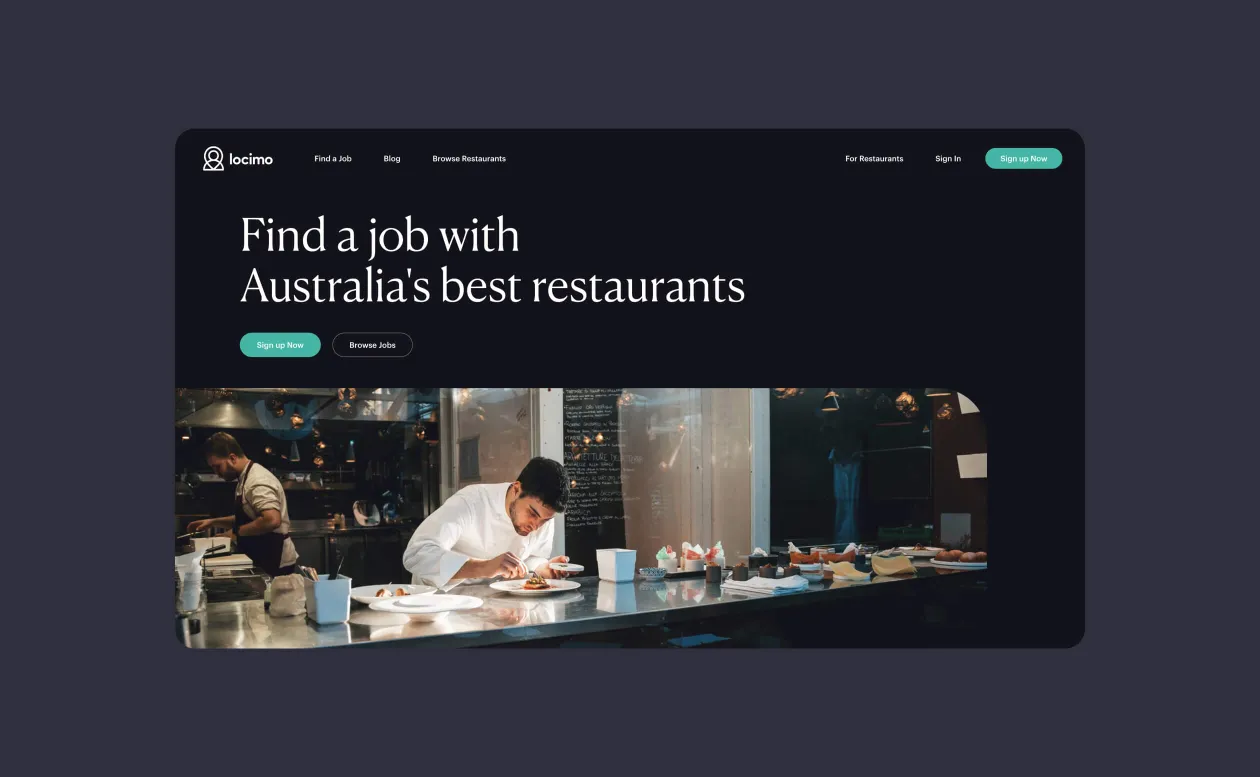 locimo
Find a Job
Blog
Browse Restaurants
For Restaurants
Sign In
Sign up Now
Find a job with
Australia's best restaurants
Sign up Now
Browse Jobs